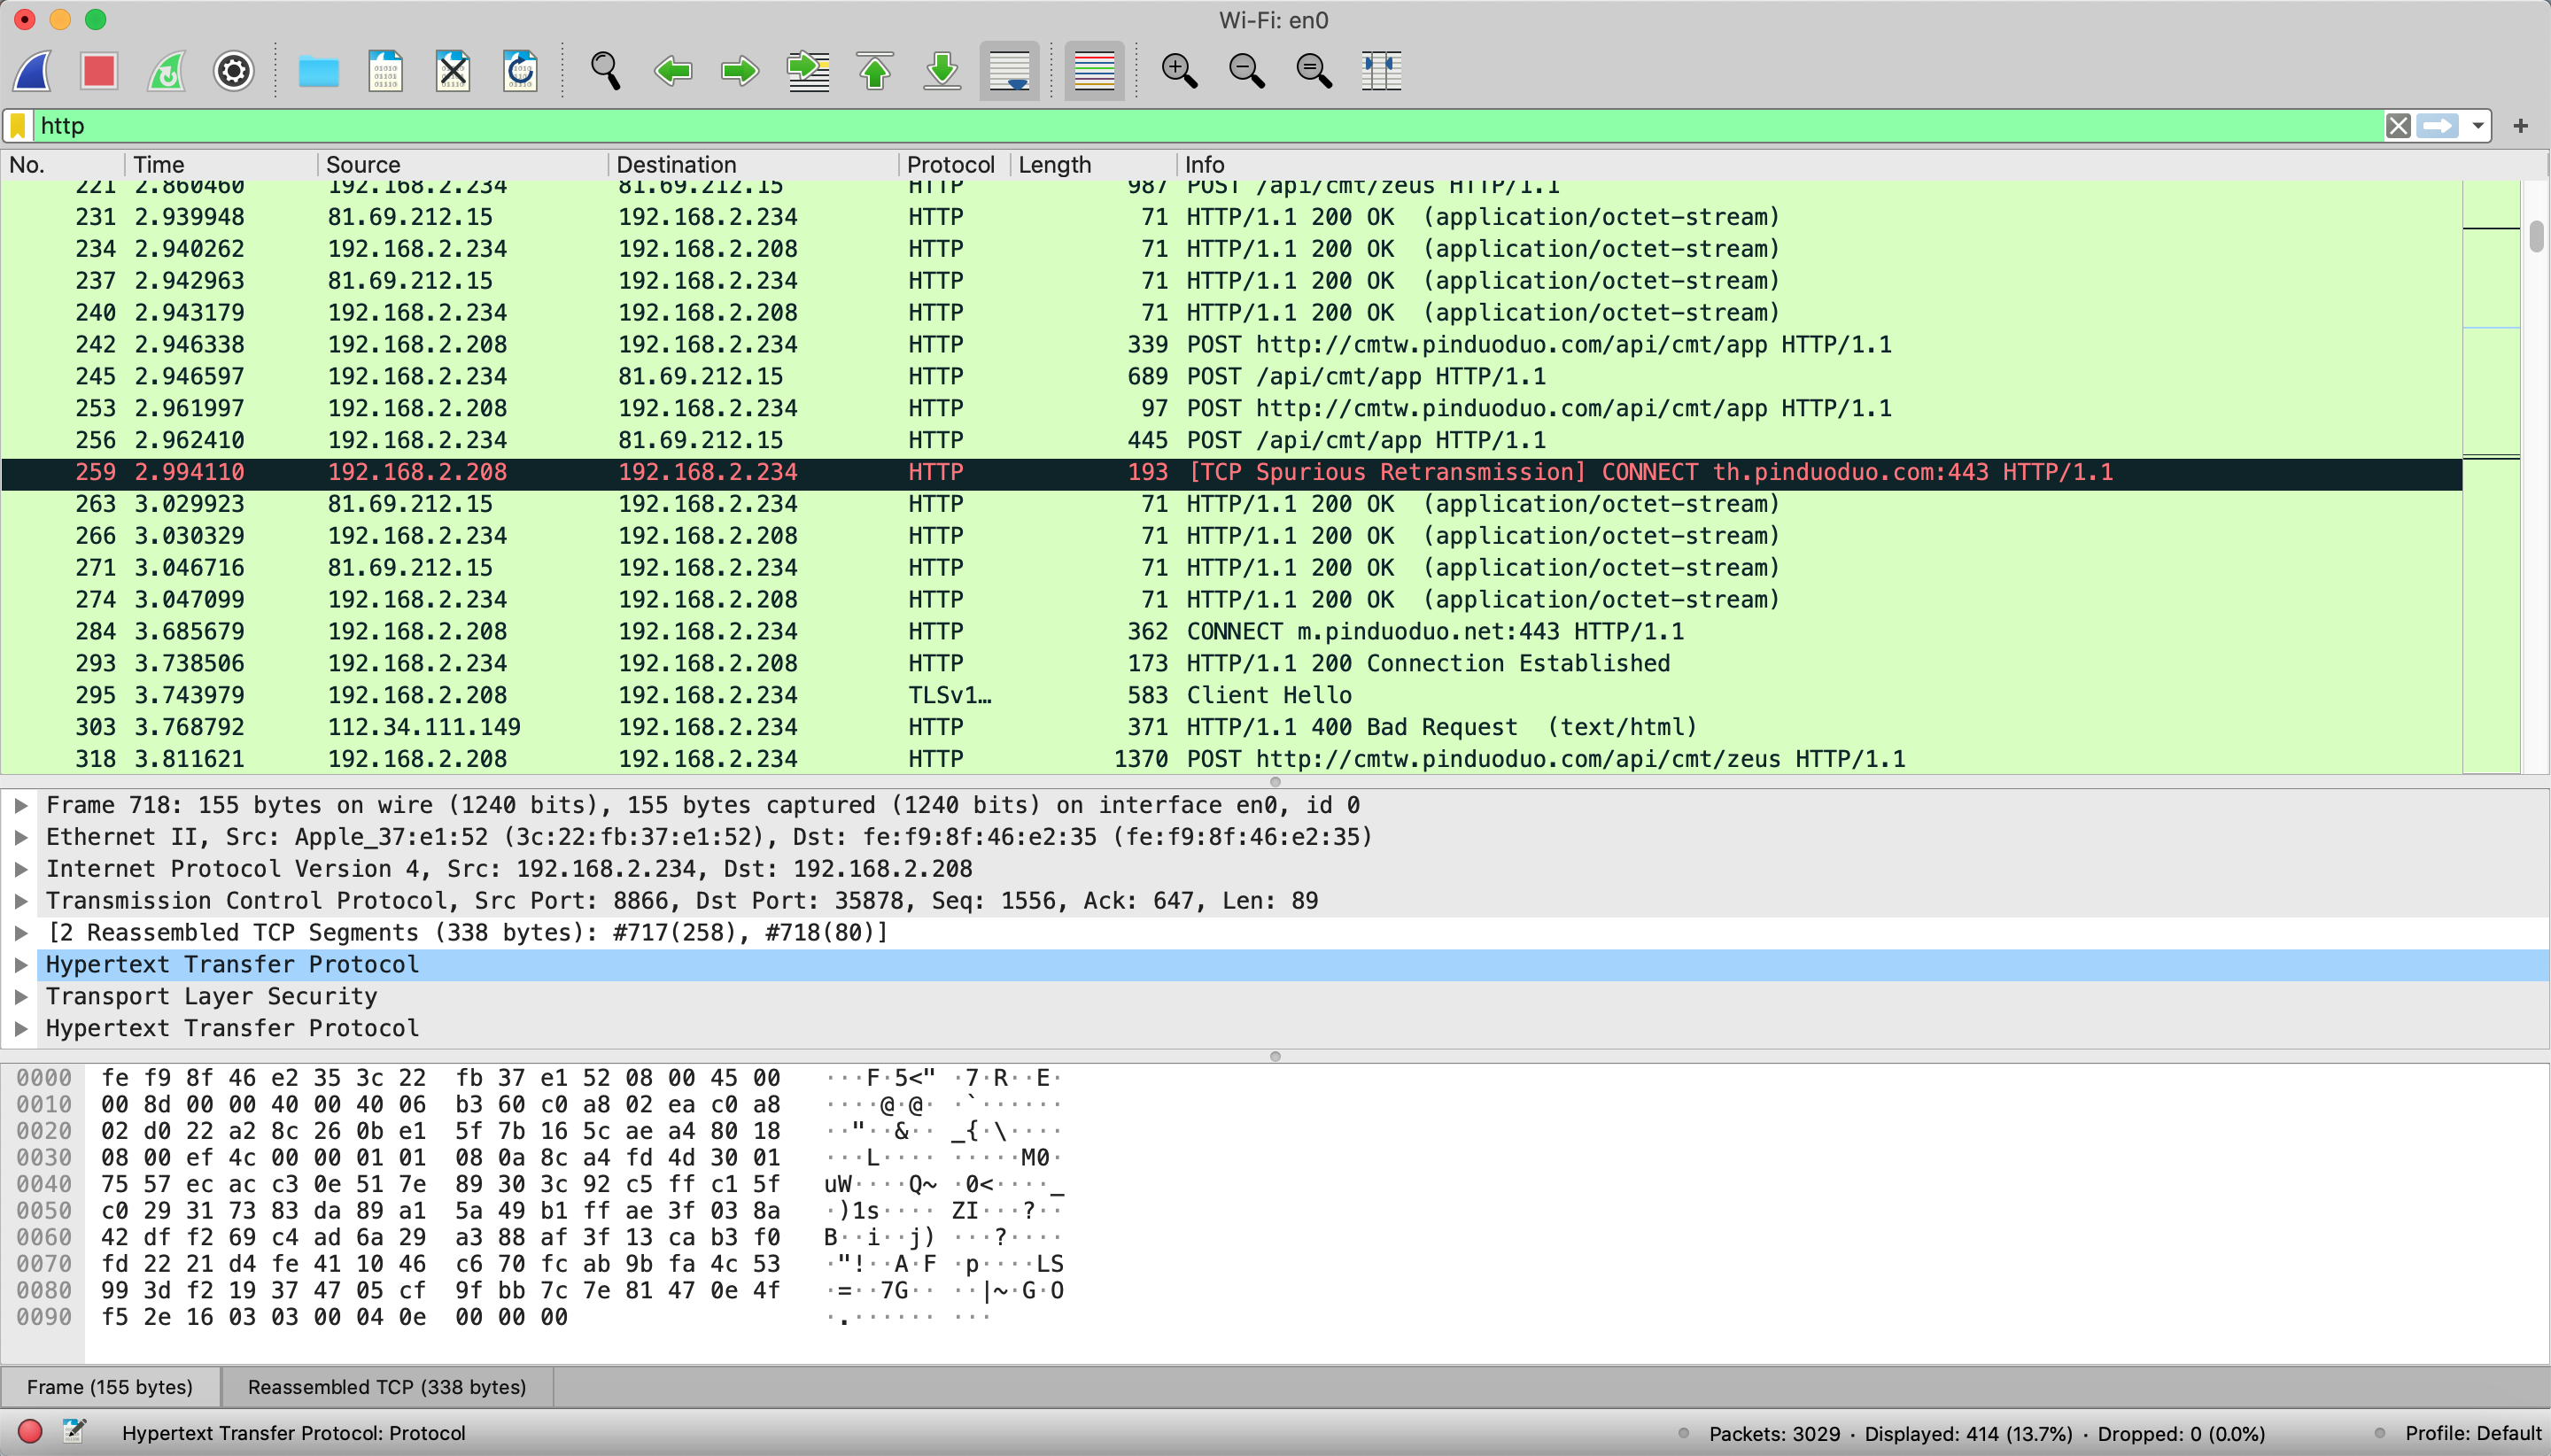 Wi-Fi: en0
http
No. Time Source Destination Protocol Length Info
221 2.860460 192.168.2.234 81.69.212.15 HTTP 987 POST /api/cmt/zeus HTTP/1.1
231 2.939948 81.69.212.15 192.168.2.234 HTTP 71 HTTP/1.1 200 OK (application/octet-stream)
234 2.940262 192.168.2.234 192.168.2.208 HTTP 71 HTTP/1.1 200 OK (application/octet-stream)
237 2.942963 81.69.212.15 192.168.2.234 HTTP 71 HTTP/1.1 200 OK (application/octet-stream)
240 2.943179 192.168.2.234 192.168.2.208 HTTP 71 HTTP/1.1 200 OK (application/octet-stream)
242 2.946338 192.168.2.208 192.168.2.234 HTTP 339 POST http://cmtw.pinduoduo.com/api/cmt/app HTTP/1.1
245 2.946597 192.168.2.234 81.69.212.15 HTTP 689 POST /api/cmt/app HTTP/1.1
253 2.961997 192.168.2.208 192.168.2.234 HTTP 97 POST http://cmtw.pinduoduo.com/api/cmt/app HTTP/1.1
256 2.962410 192.168.2.234 81.69.212.15 HTTP 445 POST /api/cmt/app HTTP/1.1
259 2.994110 192.168.2.208 192.168.2.234 HTTP 193 [TCP Spurious Retransmission] CONNECT th.pinduoduo.com:443 HTTP/1.1
263 3.029923 81.69.212.15 192.168.2.234 HTTP 71 HTTP/1.1 200 OK (application/octet-stream)
266 3.030329 192.168.2.234 192.168.2.208 HTTP 71 HTTP/1.1 200 OK (application/octet-stream)
271 3.046716 81.69.212.15 192.168.2.234 HTTP 71 HTTP/1.1 200 OK (application/octet-stream)
274 3.047099 192.168.2.234 192.168.2.208 HTTP 71 HTTP/1.1 200 OK (application/octet-stream)
284 3.685679 192.168.2.208 192.168.2.234 HTTP 362 CONNECT m.pinduoduo.net:443 HTTP/1.1
293 3.738506 192.168.2.234 192.168.2.208 HTTP 173 HTTP/1.1 200 Connection Established
295 3.743979 192.168.2.208 192.168.2.234 TLSv1… 583 Client Hello
303 3.768792 112.34.111.149 192.168.2.234 HTTP 371 HTTP/1.1 400 Bad Request (text/html)
318 3.811621 192.168.2.208 192.168.2.234 HTTP 1370 POST http://cmtw.pinduoduo.com/api/cmt/zeus HTTP/1.1
Frame 718: 155 bytes on wire (1240 bits), 155 bytes captured (1240 bits) on interface en0, id 0
Ethernet II, Src: Apple_37:e1:52 (3c:22:fb:37:e1:52), Dst: fe:f9:8f:46:e2:35 (fe:f9:8f:46:e2:35)
Internet Protocol Version 4, Src: 192.168.2.234, Dst: 192.168.2.208
Transmission Control Protocol, Src Port: 8866, Dst Port: 35878, Seq: 1556, Ack: 647, Len: 89
[2 Reassembled TCP Segments (338 bytes): #717(258), #718(80)]
Hypertext Transfer Protocol
Transport Layer Security
Hypertext Transfer Protocol
0000 fe f9 8f 46 e2 35 3c 22 fb 37 e1 52 08 00 45 00 ···F·5<" ·7·R··E·
0010 00 8d 00 00 40 00 40 06 b3 60 c0 a8 02 ea c0 a8 ····@·@· ·`······
0020 02 d0 22 a2 8c 26 0b e1 5f 7b 16 5c ae a4 80 18 ··"··&·· _{·\····
0030 08 00 ef 4c 00 00 01 01 08 0a 8c a4 fd 4d 30 01 ···L···· ·····M0·
0040 75 57 ec ac c3 0e 51 7e 89 30 3c 92 c5 ff c1 5f uW····Q~ ·0<····_
0050 c0 29 31 73 83 da 89 a1 5a 49 b1 ff ae 3f 03 8a ·)1s···· ZI···?··
0060 42 df f2 69 c4 ad 6a 29 a3 88 af 3f 13 ca b3 f0 B··i··j) ···?····
0070 fd 22 21 d4 fe 41 10 46 c6 70 fc ab 9b fa 4c 53 ·"!··A·F ·p····LS
0080 99 3d f2 19 37 47 05 cf 9f bb 7c 7e 81 47 0e 4f ·=··7G·· ··|~·G·O
0090 f5 2e 16 03 03 00 04 0e 00 00 00 ·.······ ···
Frame (155 bytes) Reassembled TCP (338 bytes)
Hypertext Transfer Protocol: Protocol Packets: 3029 · Displayed: 414 (13.7%) · Dropped: 0 (0.0%) Profile: Default